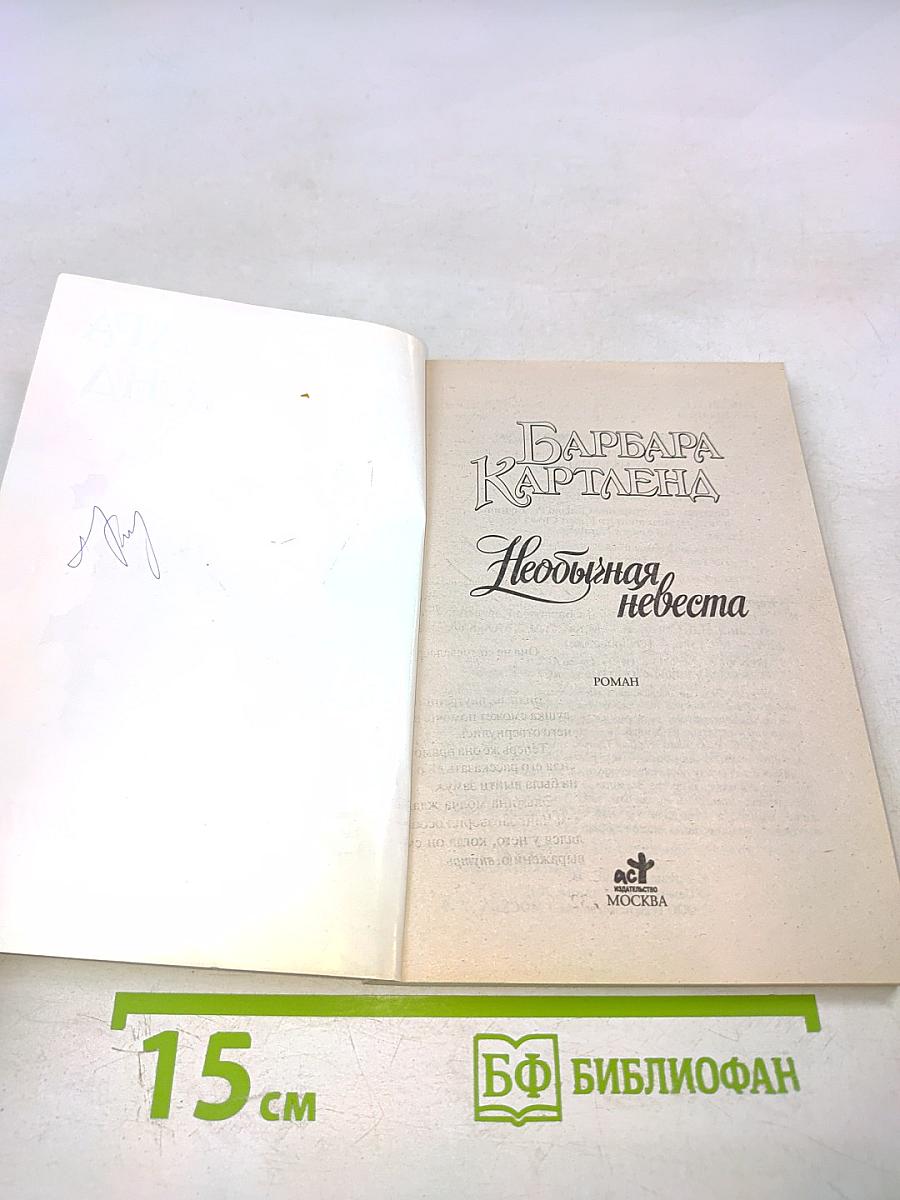 БАРБАРА
КАРТЛЕНД
Необычная
невеста
РОМАН
аст
ИЗДАТЕЛЬСТВО
МОСКВА
15 см
БФ БИБЛИОФАН